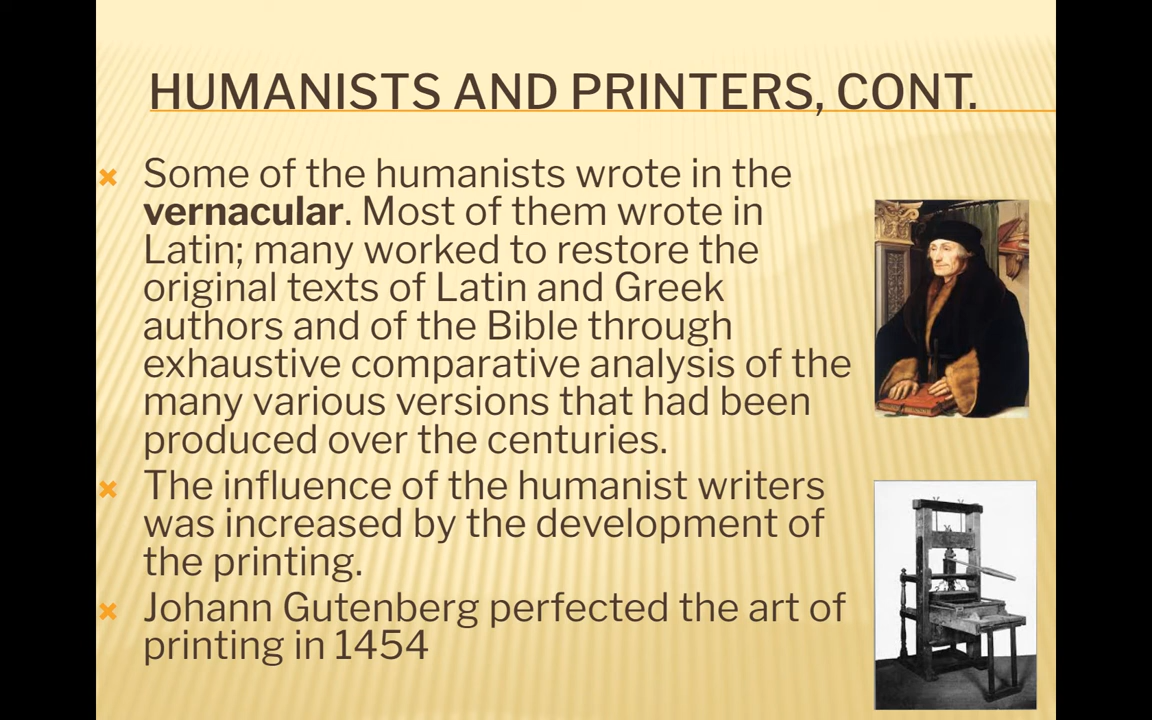 HUMANISTS AND PRINTERS, CONT.
Some of the humanists wrote in the
vernacular. Most of them wrote in
Latin; many worked to restore the
original texts of Latin and Greek
authors and of the Bible through
exhaustive comparative analysis of the
many various versions that had been
produced over the centuries.
The influence of the humanist writers
was increased by the development of
the printing.
Johann Gutenberg perfected the art of
printing in 1454